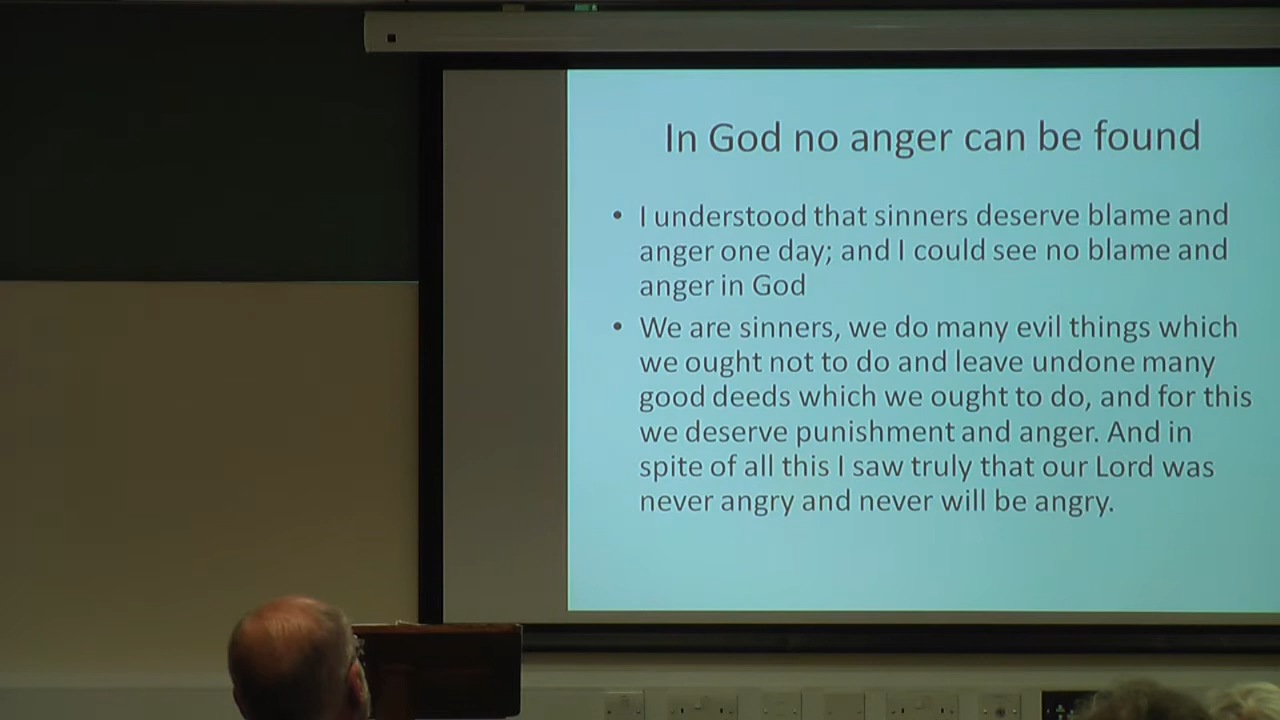 In God no anger can be found
• I understood that sinners deserve blame and
anger one day; and I could see no blame and
anger in God
• We are sinners, we do many evil things which
we ought not to do and leave undone many
good deeds which we ought to do, and for this
we deserve punishment and anger. And in
spite of all this I saw truly that our Lord was
never angry and never will be angry.